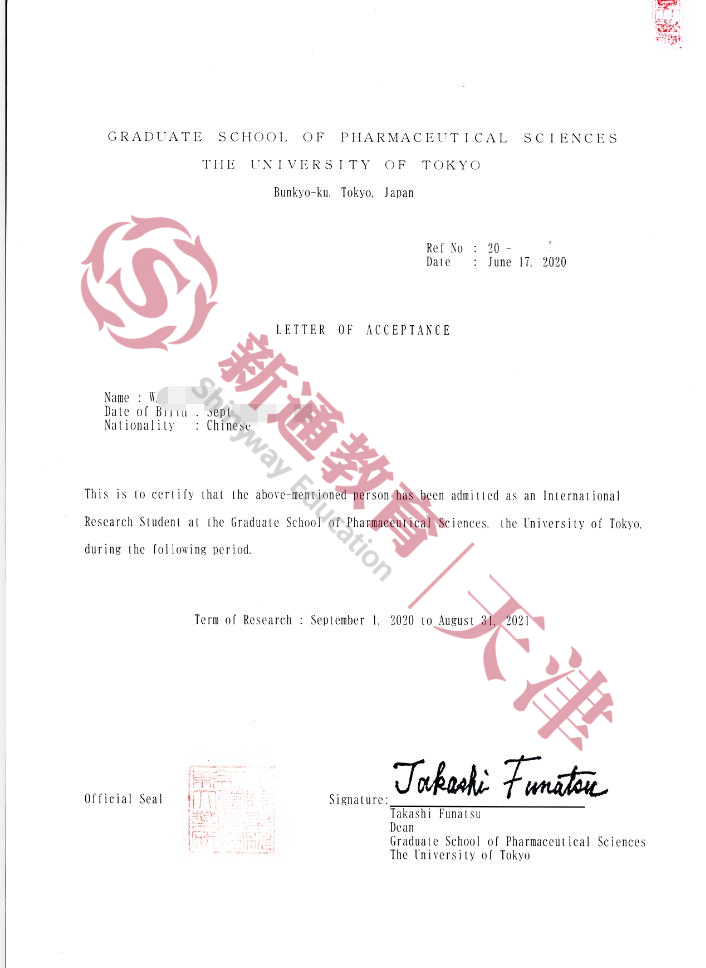 GRADUATE SCHOOL OF PHARMACEUTICAL SCIENCES
THE UNIVERSITY OF TOKYO
Bunkyo-ku, Tokyo, Japan
Ref No : 20 -
Date : June 17, 2020
LETTER OF ACCEPTANCE
Name : W
Date of Birth : Sept
Nationality : Chinese
新通教育|天津
Shinyway Education
This is to certify that the above-mentioned person has been admitted as an International
Research Student at the Graduate School of Pharmaceutical Sciences, the University of Tokyo,
during the following period.
Term of Research : September 1, 2020 to August 31, 2021
Official Seal
Signature:
Takashi Funatsu
Takashi Funatsu
Dean
Graduate School of Pharmaceutical Sciences
The University of Tokyo